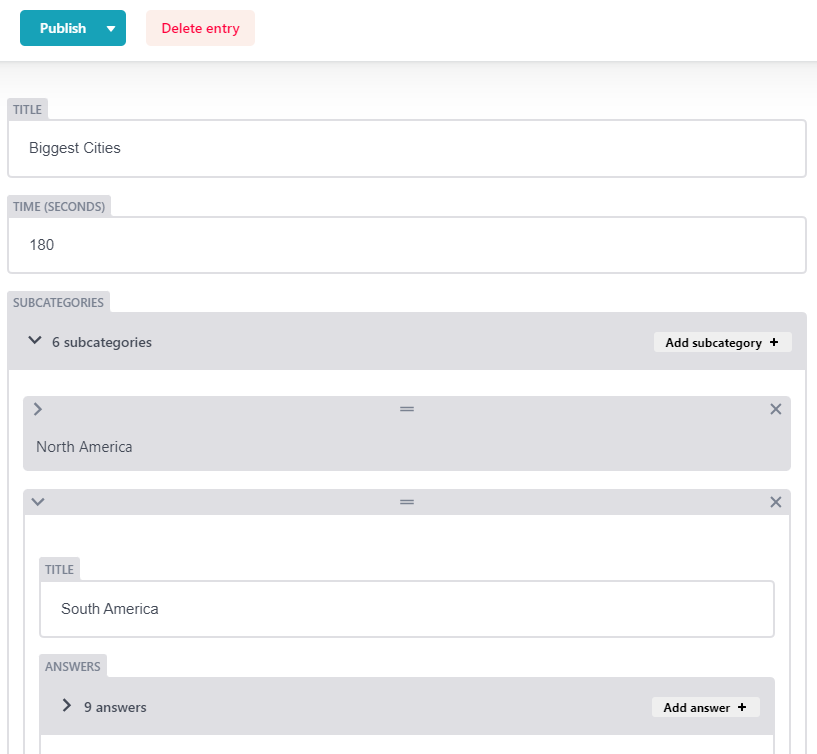 Publish Delete entry
TITLE
Biggest Cities
TIME (SECONDS)
180
SUBCATEGORIES
6 subcategories Add subcategory +
North America
TITLE
South America
ANSWERS
9 answers Add answer +